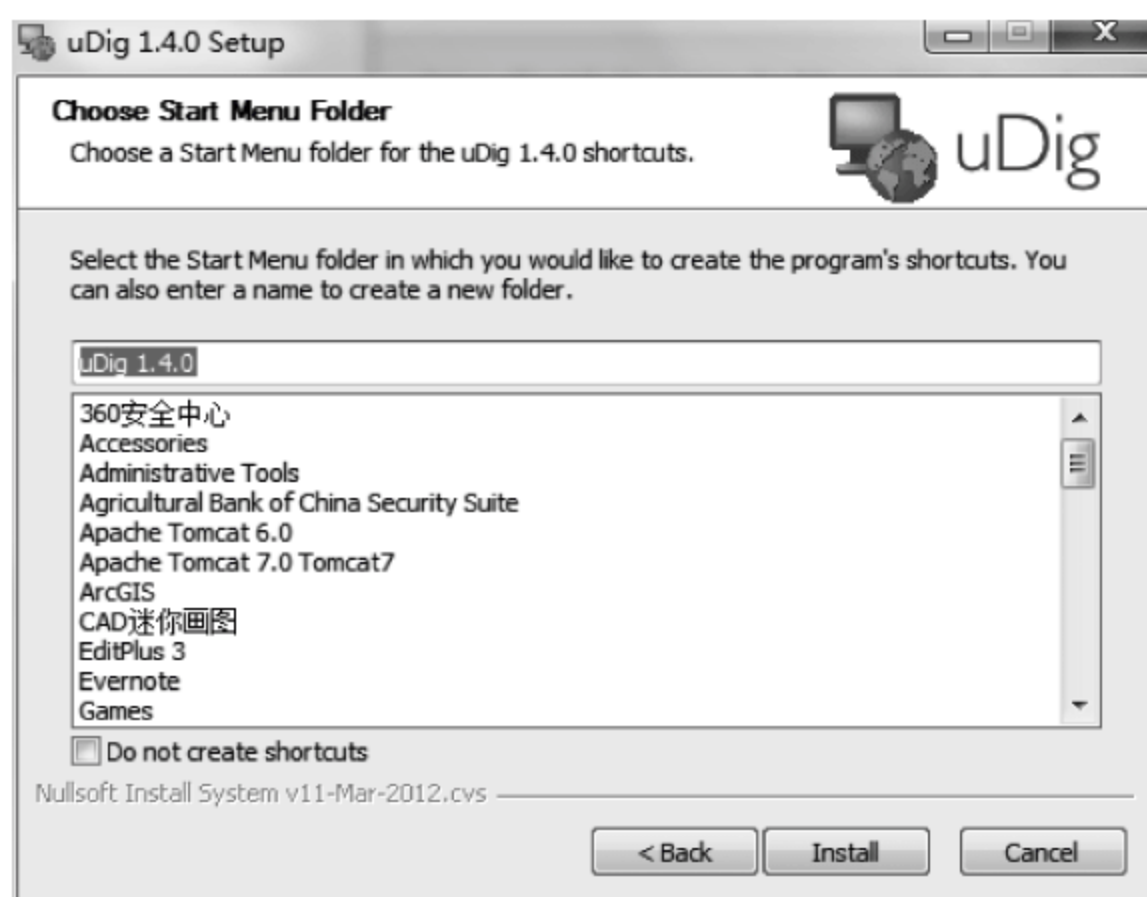 uDig 1.4.0 Setup
Choose Start Menu Folder
Choose a Start Menu folder for the uDig 1.4.0 shortcuts.
uDig
Select the Start Menu folder in which you would like to create the program's shortcuts. You
can also enter a name to create a new folder.
uDig 1.4.0
360安全中心
Accessories
Administrative Tools
Agricultural Bank of China Security Suite
Apache Tomcat 6.0
Apache Tomcat 7.0 Tomcat7
ArcGIS
CAD迷你画图
EditPlus 3
Evernote
Games
Do not create shortcuts
Nullsoft Install System v11-Mar-2012.cvs
< Back
Install
Cancel